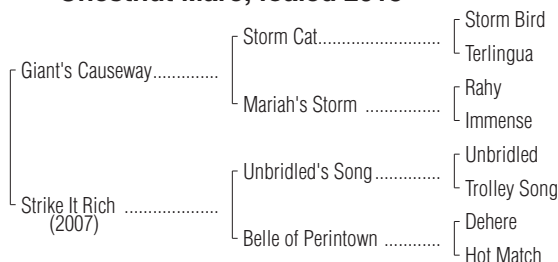 Storm Bird
Storm Cat
Terlingua
Giant's Causeway
Rahy
Mariah's Storm
Immense
Unbridled
Unbridled's Song
Trolley Song
Strike It Rich
(2007)
Dehere
Belle of Perintown
Hot Match